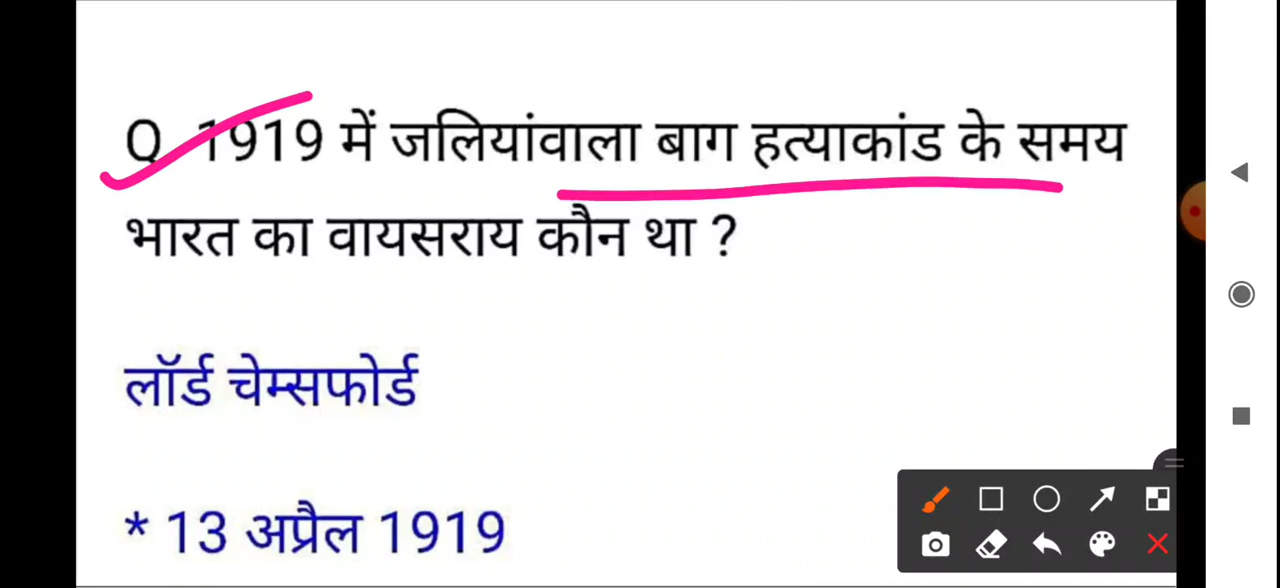 Q 1919 में जलियांवाला बाग हत्याकांड के समय
भारत का वायसराय कौन था ?
लॉर्ड चेम्सफोर्ड
* 13 अप्रैल 1919